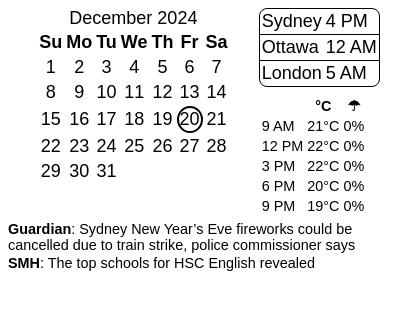 December 2024
Su Mo Tu We Th Fr Sa
1 2 3 4 5 6 7
8 9 10 11 12 13 14
15 16 17 18 19 20 21
22 23 24 25 26 27 28
29 30 31
Sydney 4 PM
Ottawa 12 AM
London 5 AM
°C ☂
9 AM 21°C 0%
12 PM 22°C 0%
3 PM 22°C 0%
6 PM 20°C 0%
9 PM 19°C 0%
Guardian: Sydney New Year’s Eve fireworks could be
cancelled due to train strike, police commissioner says
SMH: The top schools for HSC English revealed